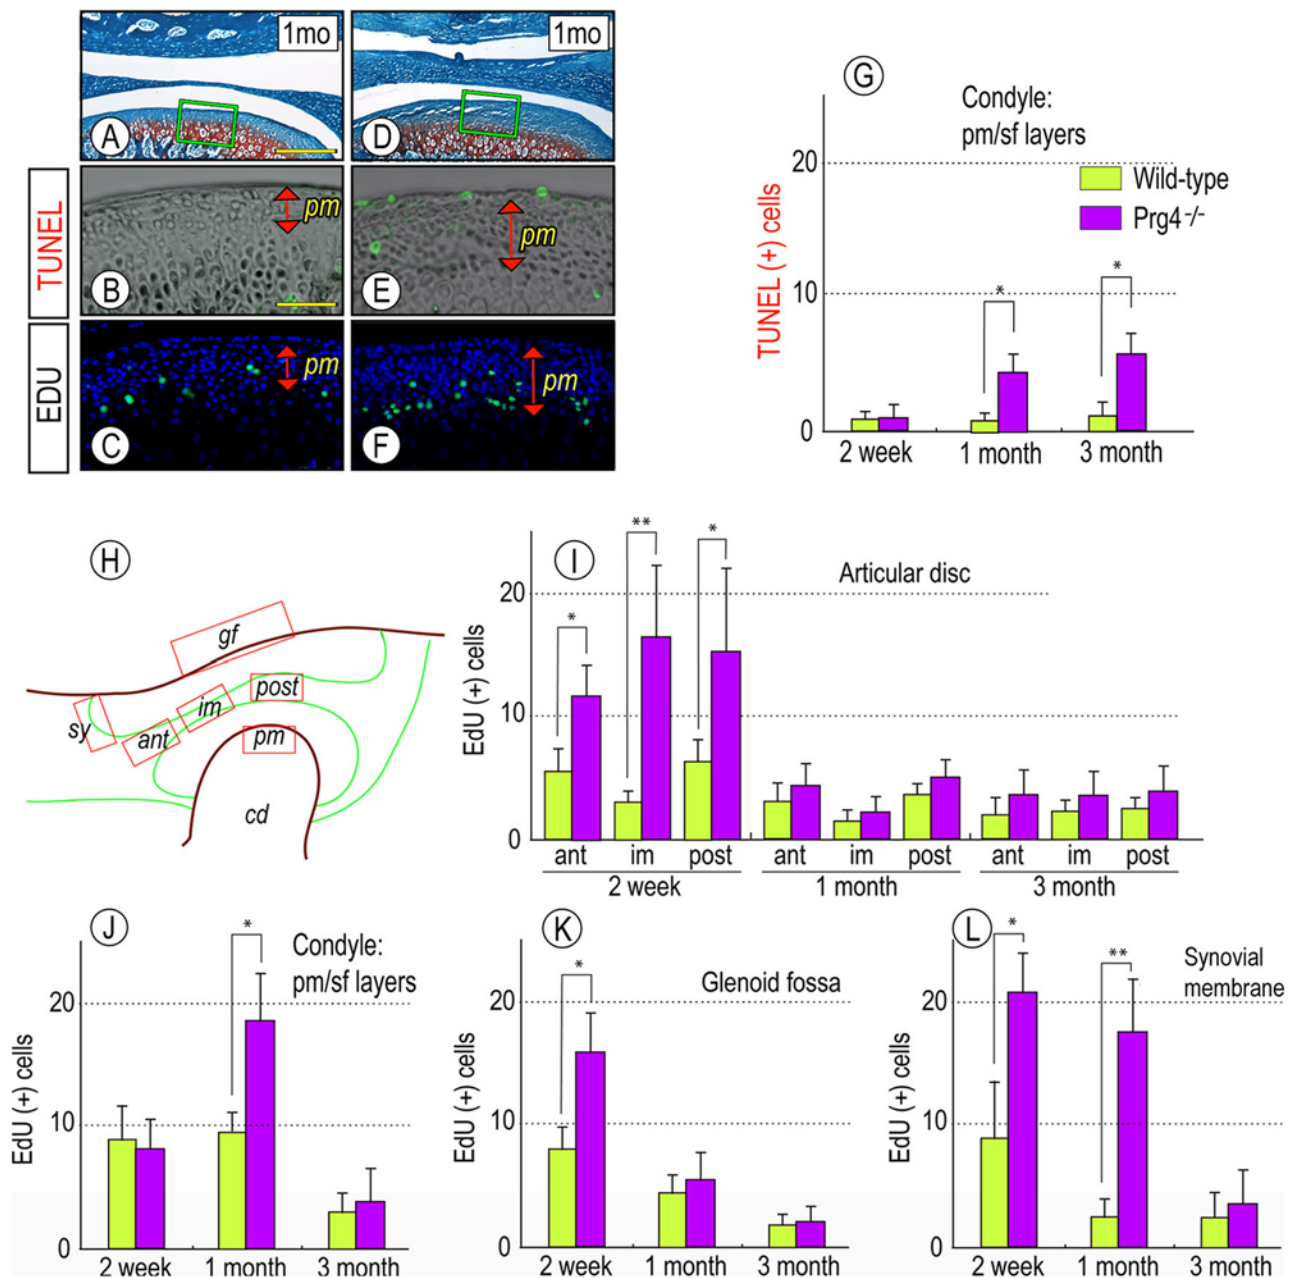 1mo
1mo
A
D
TUNEL
pm
pm
B
E
EDU
pm
pm
C
F
G
Condyle:
pm/sf layers
TUNEL (+) cells
20
10
0
Wild-type
Prg4 -/-
*
*
2 week
1 month
3 month
H
gf
post
im
sy
ant
pm
cd
I
Articular disc
EdU (+) cells
20
10
0
*
**
*
ant im post ant im post ant im post
2 week 1 month 3 month
J
Condyle:
pm/sf layers
EdU (+) cells
20
10
0
*
2 week 1 month 3 month
K
Glenoid fossa
EdU (+) cells
20
10
0
*
2 week 1 month 3 month
L
Synovial
membrane
EdU (+) cells
20
10
0
*
**
2 week 1 month 3 month